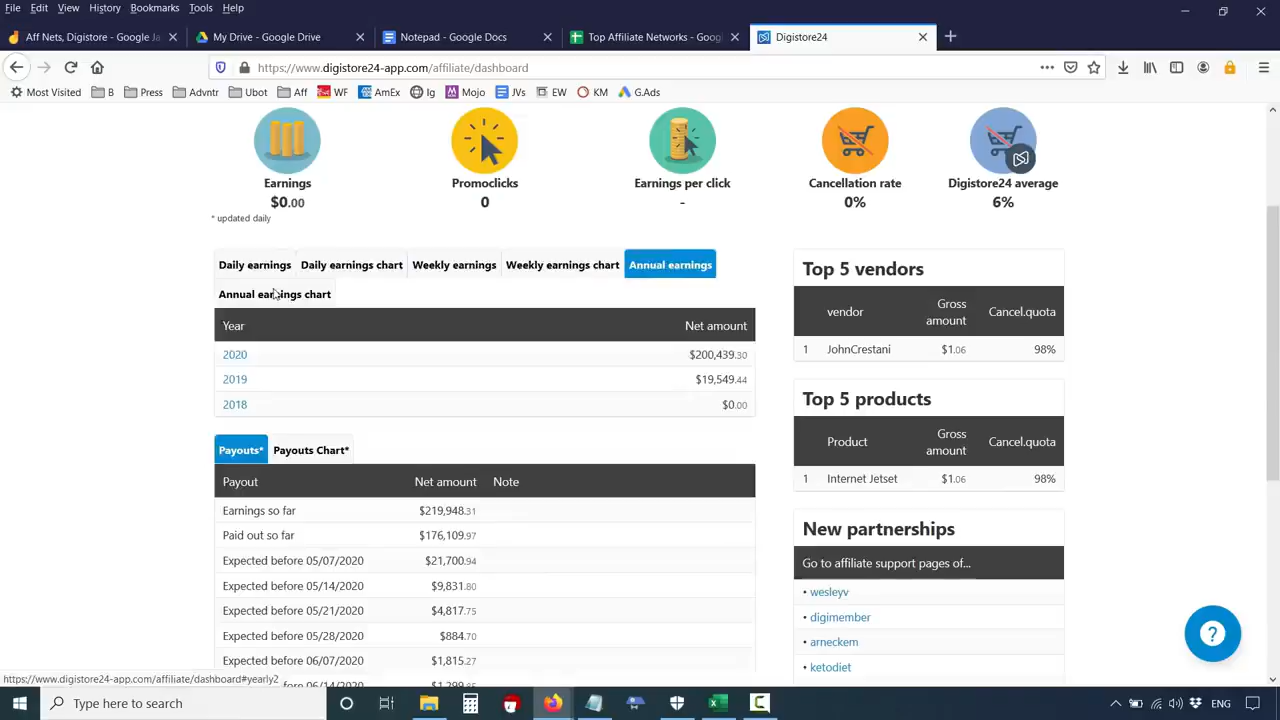 File Edit View History Bookmarks Tools Help
Aff Nets, Digistore - Google Ja
My Drive - Google Drive
Notepad - Google Docs
Top Affiliate Networks - Googl
Digistore24
https://www.digistore24-app.com/affiliate/dashboard
Most Visited B Press Advntr Ubot Aff WF AmEx Ig Mojo JVs EW KM G.Ads
Earnings Promoclicks Earnings per click Cancellation rate Digistore24 average
$0.00 0 - 0% 6%
* updated daily
Daily earnings Daily earnings chart Weekly earnings Weekly earnings chart Annual earnings
Annual earnings chart
Year Net amount
2020 $200,439.30
2019 $19,549.44
2018 $0.00
Payouts* Payouts Chart*
Payout Net amount Note
Earnings so far $219,948.31
Paid out so far $176,109.97
Expected before 05/07/2020 $21,700.94
Expected before 05/14/2020 $9,831.80
Expected before 05/21/2020 $4,817.75
Expected before 05/28/2020 $884.70
Expected before 06/07/2020 $1,815.27
Top 5 vendors
vendor Gross amount Cancel.quota
1 JohnCrestani $1.06 98%
Top 5 products
Product Gross amount Cancel.quota
1 Internet Jetset $1.06 98%
New partnerships
Go to affiliate support pages of...
• wesleyv
• digimember
• arneckem
• ketodiet
?
https://www.digistore24-app.com/affiliate/dashboard#yearly2
Type here to search
ENG